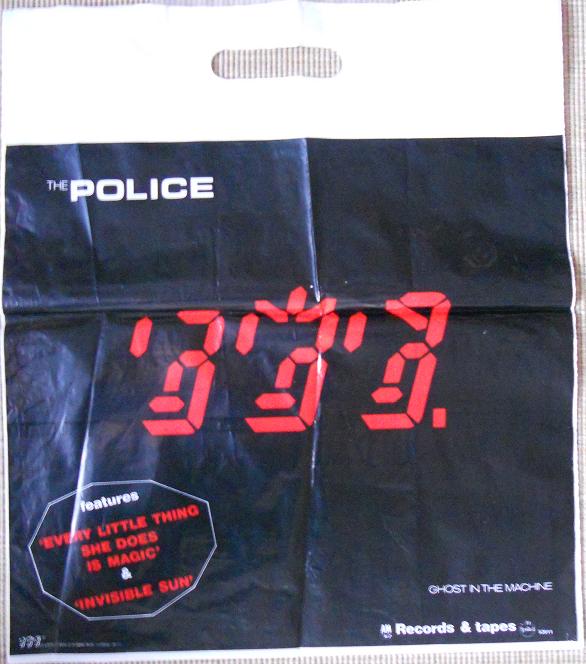 THE POLICE
features
'EVERY LITTLE THING
SHE DOES
IS MAGIC'
&
'INVISIBLE SUN'
GHOST IN THE MACHINE
Records & tapes